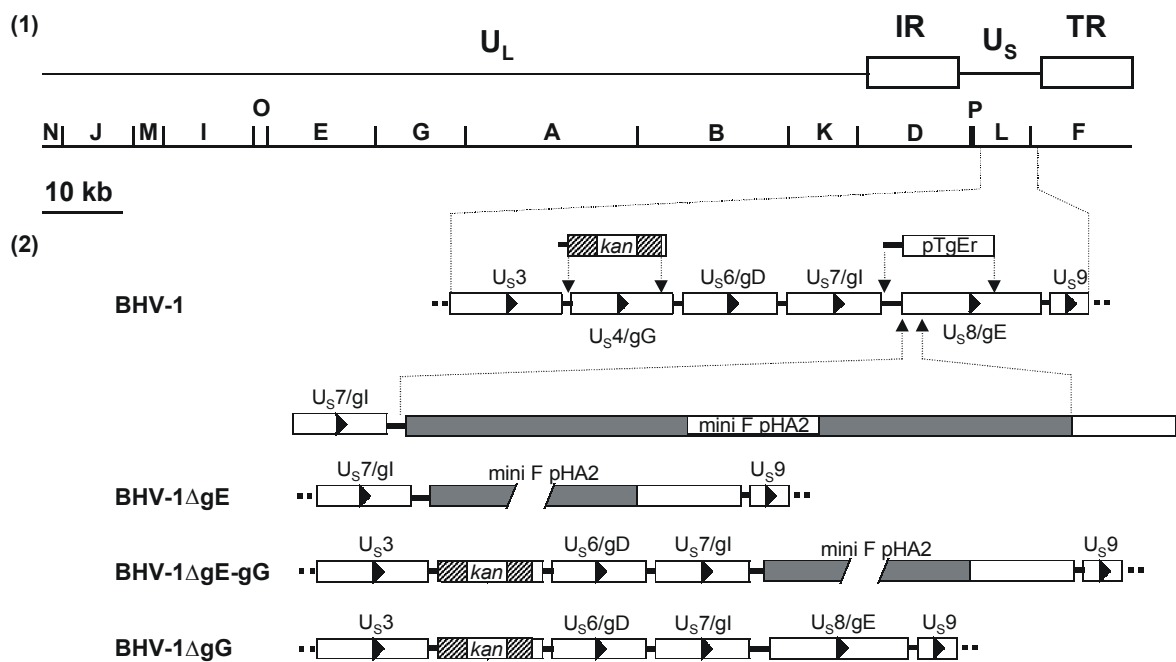 (1)
U_L
IR
U_S
TR
N J M I O E G A B K D P L F
10 kb
(2)
kan
pTgEr
U_S3
U_S6/gD
U_S7/gI
U_S9
BHV-1
U_S4/gG
U_S8/gE
U_S7/gI
mini F pHA2
U_S7/gI
mini F pHA2
U_S9
BHV-1ΔgE
U_S3
U_S6/gD
U_S7/gI
mini F pHA2
U_S9
BHV-1ΔgE-gG
kan
U_S3
U_S6/gD
U_S7/gI
U_S8/gE
U_S9
BHV-1ΔgG
kan